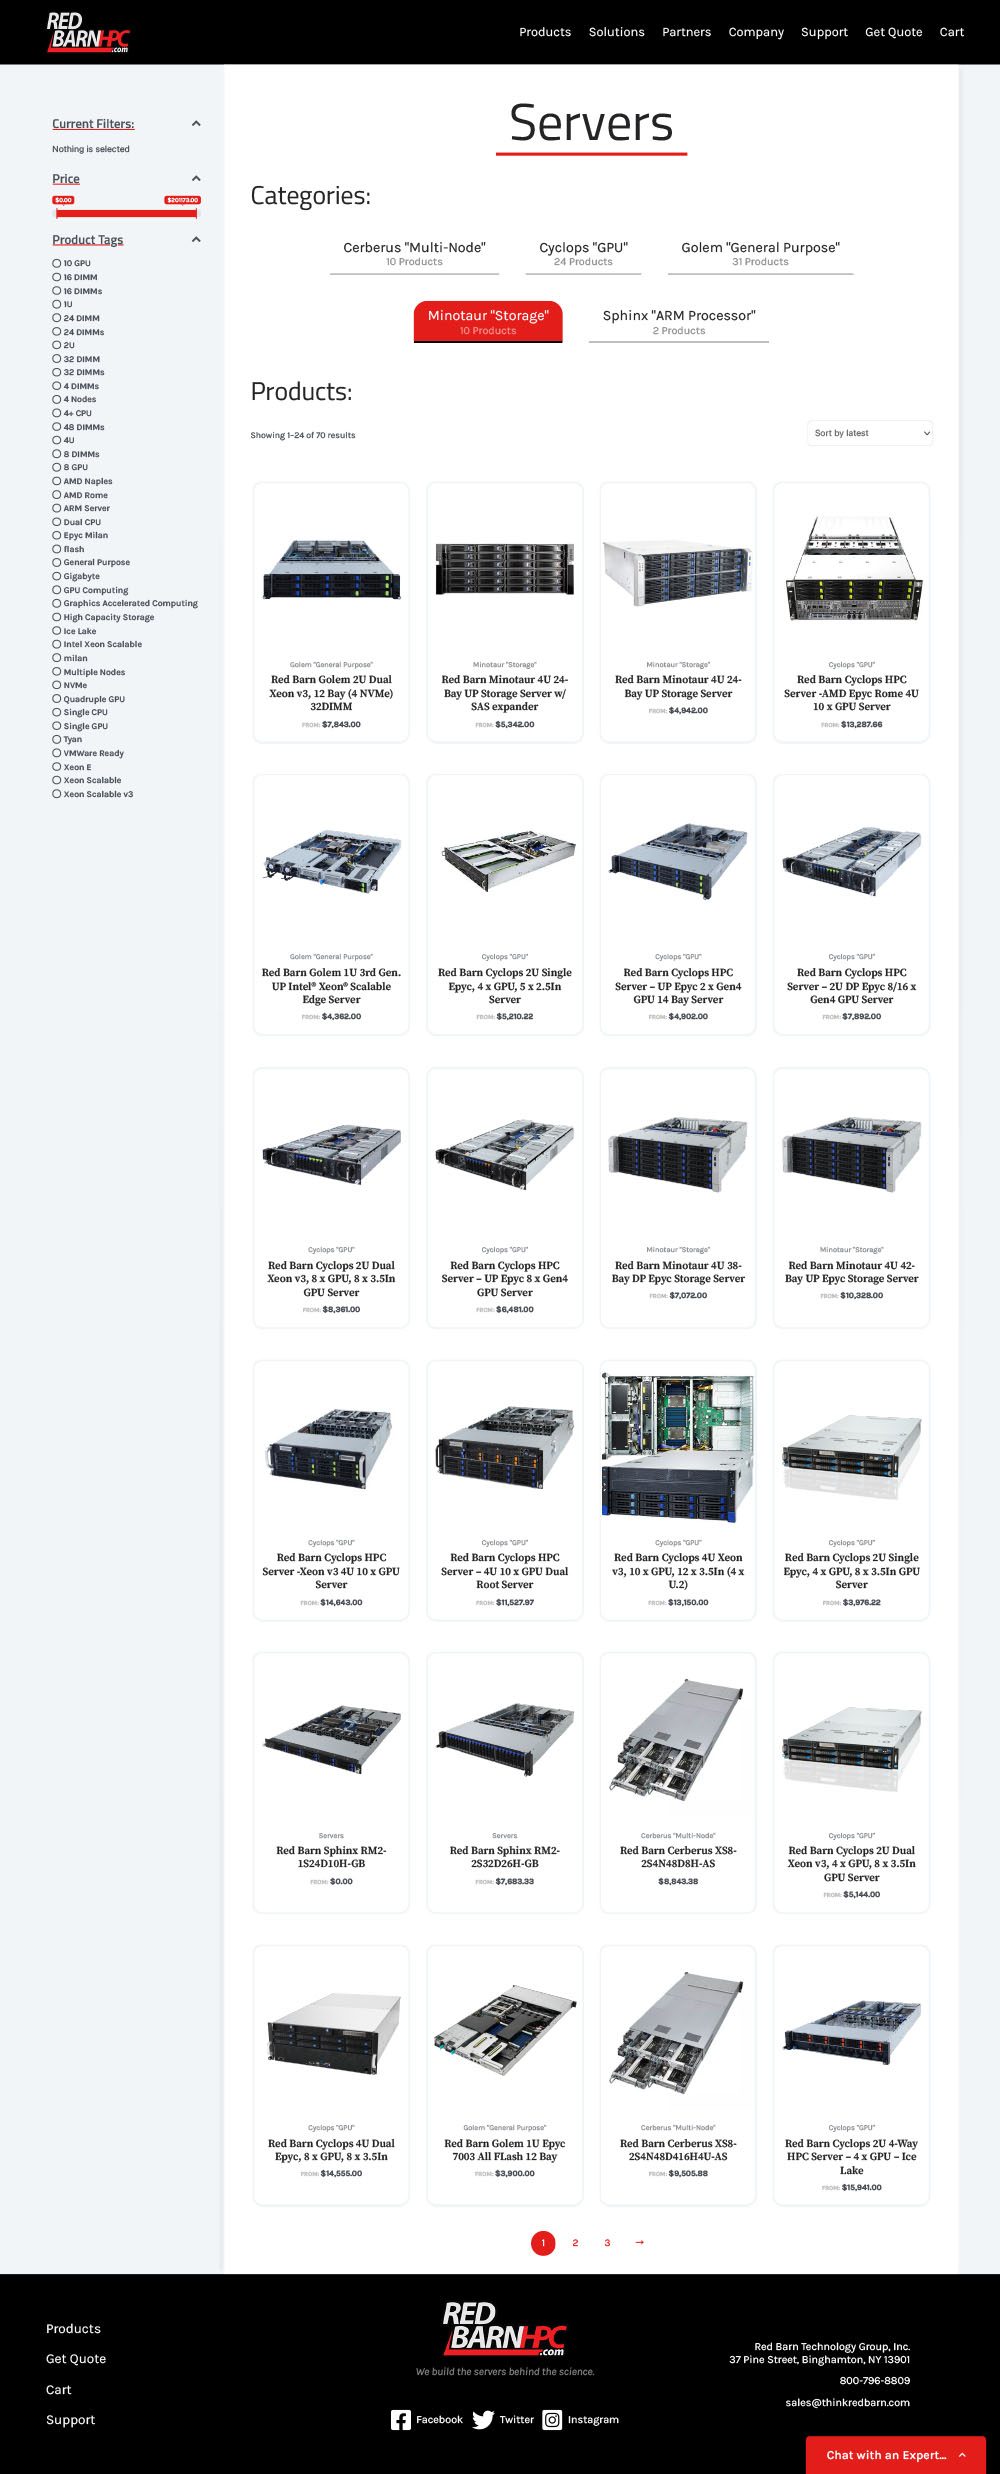 RED
BARNHPC
.com
Products Solutions Partners Company Support Get Quote Cart
Current Filters:
Nothing is selected
Price
$0.00 $201173.00
Product Tags
10 GPU
16 DIMM
16 DIMMs
1U
24 DIMM
24 DIMMs
2U
32 DIMM
32 DIMMs
4 DIMMs
4 Nodes
4+ CPU
48 DIMMs
4U
8 DIMMs
8 GPU
AMD Naples
AMD Rome
ARM Server
Dual CPU
Epyc Milan
flash
General Purpose
Gigabyte
GPU Computing
Graphics Accelerated Computing
High Capacity Storage
Ice Lake
Intel Xeon Scalable
milan
Multiple Nodes
NVMe
Quadruple GPU
Single CPU
Single GPU
Tyan
VMWare Ready
Xeon E
Xeon Scalable
Xeon Scalable v3
Servers
Categories:
Cerberus "Multi-Node"
10 Products
Cyclops "GPU"
24 Products
Golem "General Purpose"
31 Products
Minotaur "Storage"
10 Products
Sphinx "ARM Processor"
2 Products
Products:
Showing 1–24 of 70 results
Sort by latest
Golem "General Purpose"
Red Barn Golem 2U Dual
Xeon v3, 12 Bay (4 NVMe)
32DIMM
FROM: $7,843.00
Minotaur "Storage"
Red Barn Minotaur 4U 24-
Bay UP Storage Server w/
SAS expander
FROM: $5,342.00
Minotaur "Storage"
Red Barn Minotaur 4U 24-
Bay UP Storage Server
FROM: $4,942.00
Cyclops "GPU"
Red Barn Cyclops HPC
Server -AMD Epyc Rome 4U
10 x GPU Server
FROM: $13,287.66
Golem "General Purpose"
Red Barn Golem 1U 3rd Gen.
UP Intel® Xeon® Scalable
Edge Server
FROM: $4,362.00
Cyclops "GPU"
Red Barn Cyclops 2U Single
Epyc, 4 x GPU, 5 x 2.5In
Server
FROM: $5,210.22
Cyclops "GPU"
Red Barn Cyclops HPC
Server – UP Epyc 2 x Gen4
GPU 14 Bay Server
FROM: $4,902.00
Cyclops "GPU"
Red Barn Cyclops HPC
Server – 2U DP Epyc 8/16 x
Gen4 GPU Server
FROM: $7,892.00
Cyclops "GPU"
Red Barn Cyclops 2U Dual
Xeon v3, 8 x GPU, 8 x 3.5In
GPU Server
FROM: $8,361.00
Cyclops "GPU"
Red Barn Cyclops HPC
Server – UP Epyc 8 x Gen4
GPU Server
FROM: $6,481.00
Minotaur "Storage"
Red Barn Minotaur 4U 38-
Bay DP Epyc Storage Server
FROM: $7,072.00
Minotaur "Storage"
Red Barn Minotaur 4U 42-
Bay UP Epyc Storage Server
FROM: $10,328.00
Cyclops "GPU"
Red Barn Cyclops HPC
Server -Xeon v3 4U 10 x GPU
Server
FROM: $14,643.00
Cyclops "GPU"
Red Barn Cyclops HPC
Server – 4U 10 x GPU Dual
Root Server
FROM: $11,527.97
Cyclops "GPU"
Red Barn Cyclops 4U Xeon
v3, 10 x GPU, 12 x 3.5In (4 x
U.2)
FROM: $13,150.00
Cyclops "GPU"
Red Barn Cyclops 2U Single
Epyc, 4 x GPU, 8 x 3.5In GPU
Server
FROM: $3,976.22
Servers
Red Barn Sphinx RM2-
1S24D10H-GB
FROM: $0.00
Servers
Red Barn Sphinx RM2-
2S32D26H-GB
FROM: $7,683.33
Cerberus "Multi-Node"
Red Barn Cerberus XS8-
2S4N48D8H-AS
$8,843.38
Cyclops "GPU"
Red Barn Cyclops 2U Dual
Xeon v3, 4 x GPU, 8 x 3.5In
GPU Server
FROM: $5,144.00
Cyclops "GPU"
Red Barn Cyclops 4U Dual
Epyc, 8 x GPU, 8 x 3.5In
FROM: $14,555.00
Golem "General Purpose"
Red Barn Golem 1U Epyc
7003 All FLash 12 Bay
FROM: $3,900.00
Cerberus "Multi-Node"
Red Barn Cerberus XS8-
2S4N48D416H4U-AS
FROM: $9,505.88
Cyclops "GPU"
Red Barn Cyclops 2U 4-Way
HPC Server – 4 x GPU – Ice
Lake
FROM: $15,941.00
1 2 3 →
Products
Get Quote
Cart
Support
RED
BARNHPC
.com
We build the servers behind the science.
Facebook Twitter Instagram
Red Barn Technology Group, Inc.
37 Pine Street, Binghamton, NY 13901
800-796-8809
sales@thinkredbarn.com
Chat with an Expert...